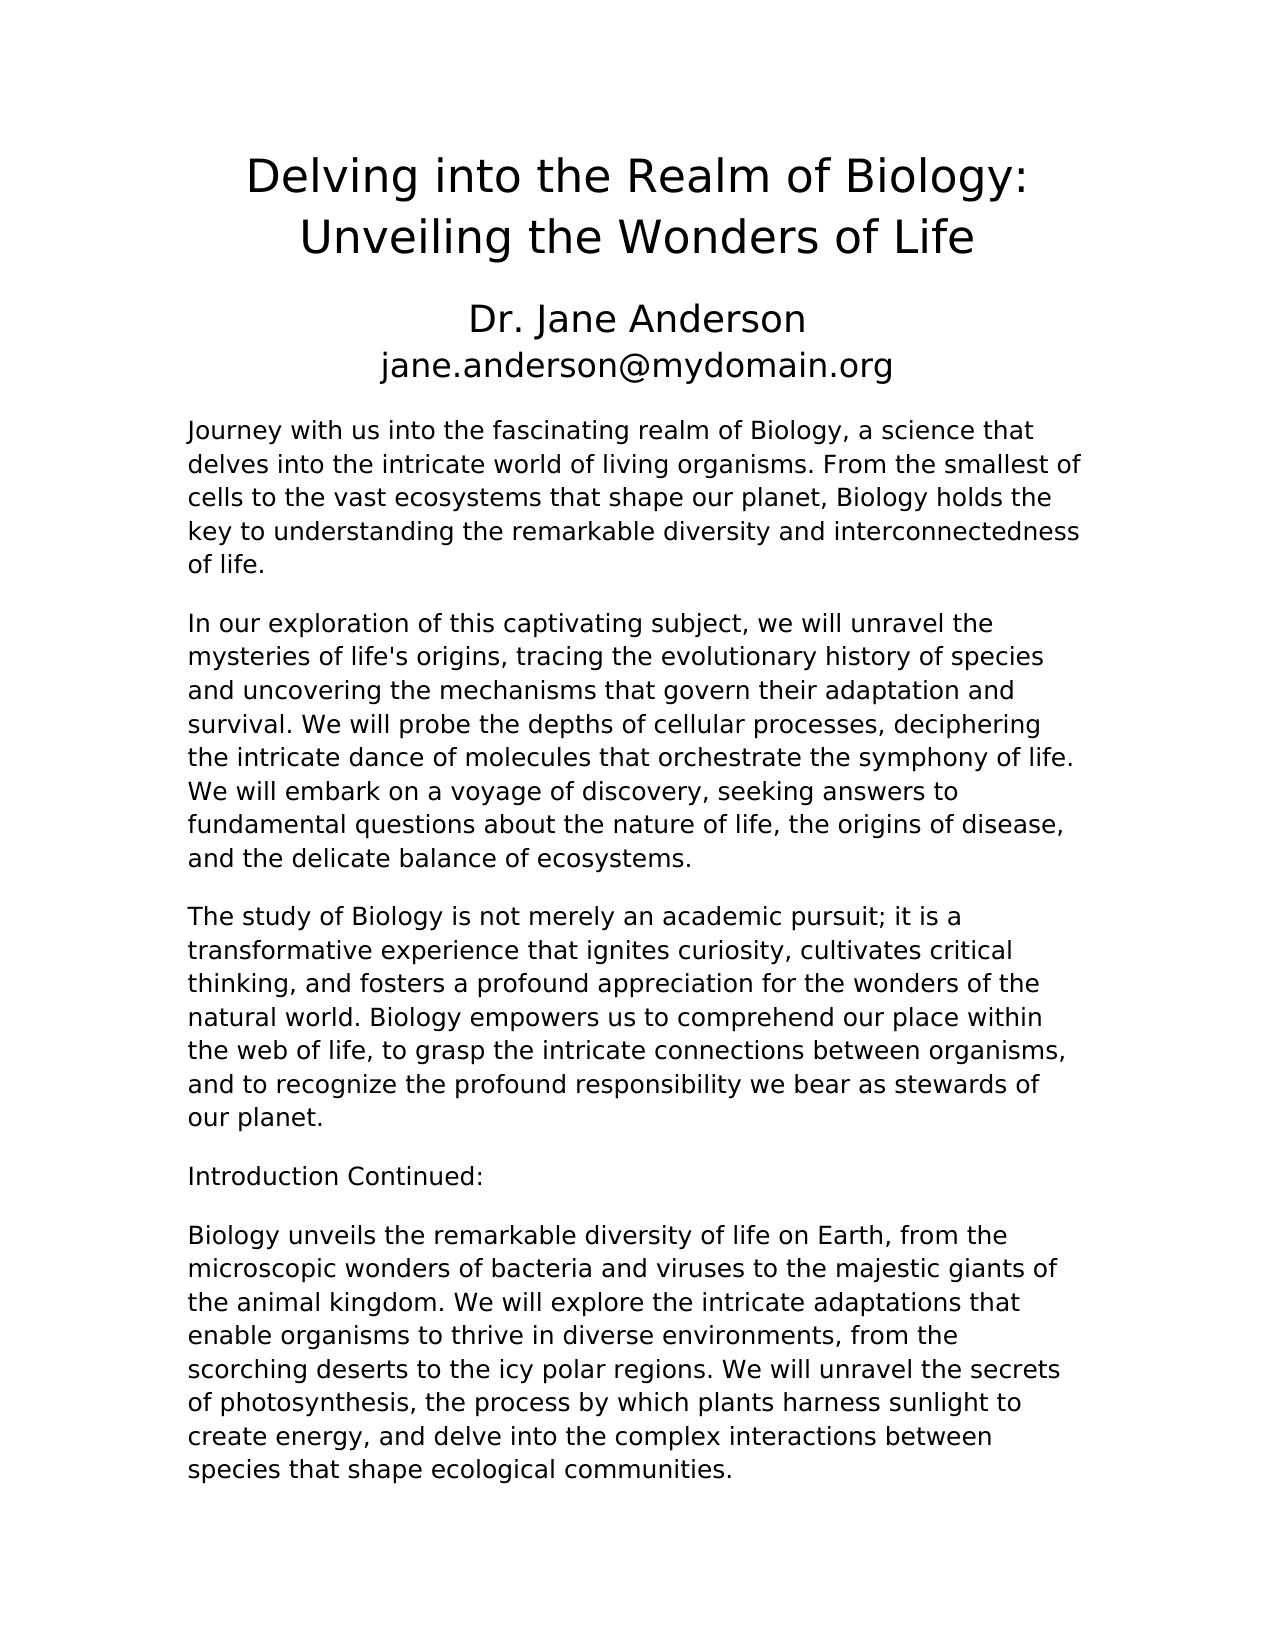 Delving into the Realm of Biology:
Unveiling the Wonders of Life
Dr. Jane Anderson
jane.anderson@mydomain.org
Journey with us into the fascinating realm of Biology, a science that
delves into the intricate world of living organisms. From the smallest of
cells to the vast ecosystems that shape our planet, Biology holds the
key to understanding the remarkable diversity and interconnectedness
of life.
In our exploration of this captivating subject, we will unravel the
mysteries of life's origins, tracing the evolutionary history of species
and uncovering the mechanisms that govern their adaptation and
survival. We will probe the depths of cellular processes, deciphering
the intricate dance of molecules that orchestrate the symphony of life.
We will embark on a voyage of discovery, seeking answers to
fundamental questions about the nature of life, the origins of disease,
and the delicate balance of ecosystems.
The study of Biology is not merely an academic pursuit; it is a
transformative experience that ignites curiosity, cultivates critical
thinking, and fosters a profound appreciation for the wonders of the
natural world. Biology empowers us to comprehend our place within
the web of life, to grasp the intricate connections between organisms,
and to recognize the profound responsibility we bear as stewards of
our planet.
Introduction Continued:
Biology unveils the remarkable diversity of life on Earth, from the
microscopic wonders of bacteria and viruses to the majestic giants of
the animal kingdom. We will explore the intricate adaptations that
enable organisms to thrive in diverse environments, from the
scorching deserts to the icy polar regions. We will unravel the secrets
of photosynthesis, the process by which plants harness sunlight to
create energy, and delve into the complex interactions between
species that shape ecological communities.